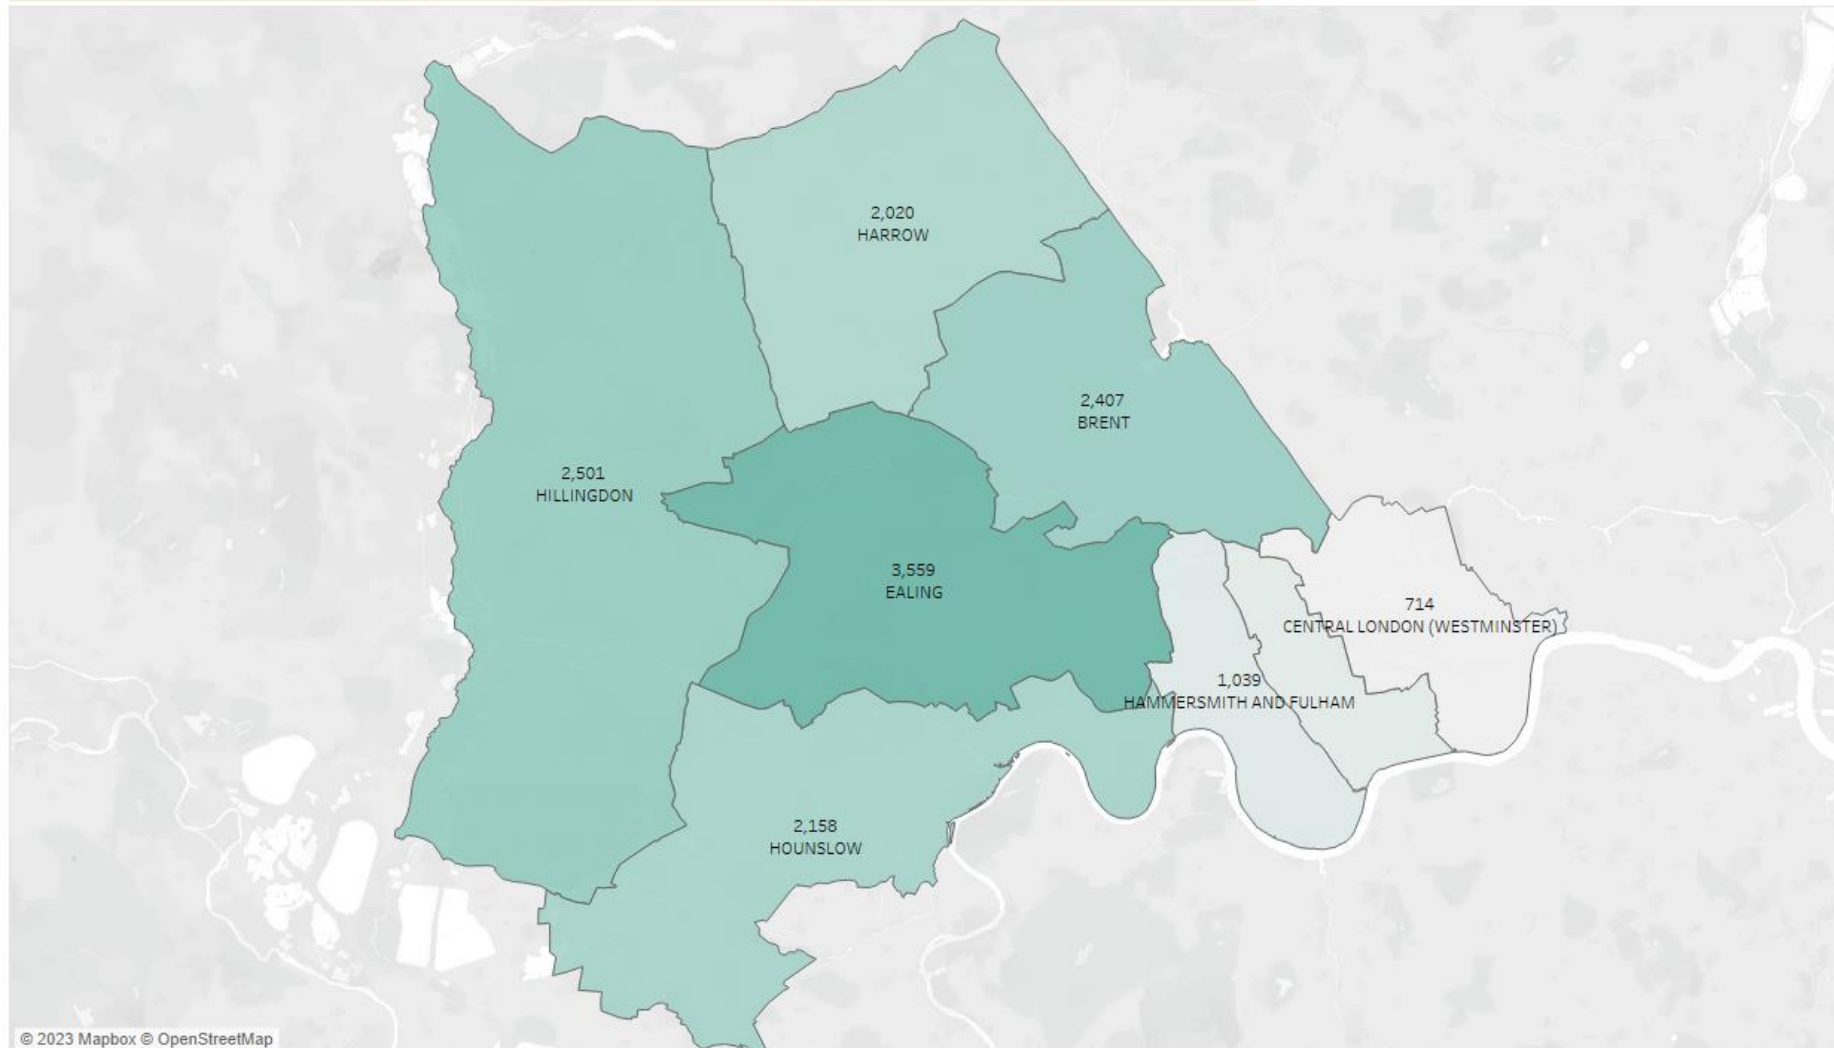 2,020
HARROW
2,407
BRENT
2,501
HILLINGDON
3,559
EALING
714
CENTRAL LONDON (WESTMINSTER)
1,039
HAMMERSMITH AND FULHAM
2,158
HOUNSLOW
© 2023 Mapbox © OpenStreetMap